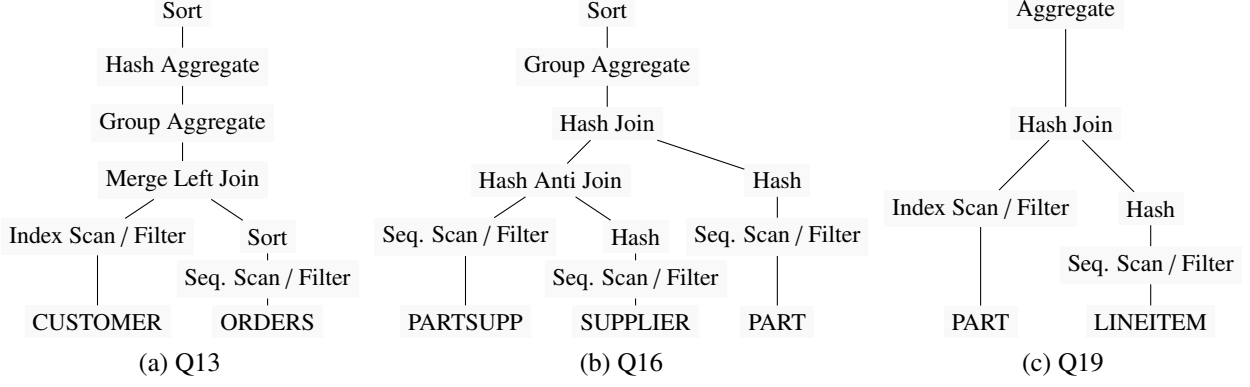 Sort
Hash Aggregate
Group Aggregate
Merge Left Join
Index Scan / Filter
Sort
Seq. Scan / Filter
CUSTOMER
ORDERS
(a) Q13
Sort
Group Aggregate
Hash Join
Hash Anti Join
Hash
Seq. Scan / Filter
Hash
Seq. Scan / Filter
Seq. Scan / Filter
PARTSUPP
SUPPLIER
PART
(b) Q16
Aggregate
Hash Join
Index Scan / Filter
Hash
Seq. Scan / Filter
PART
LINEITEM
(c) Q19